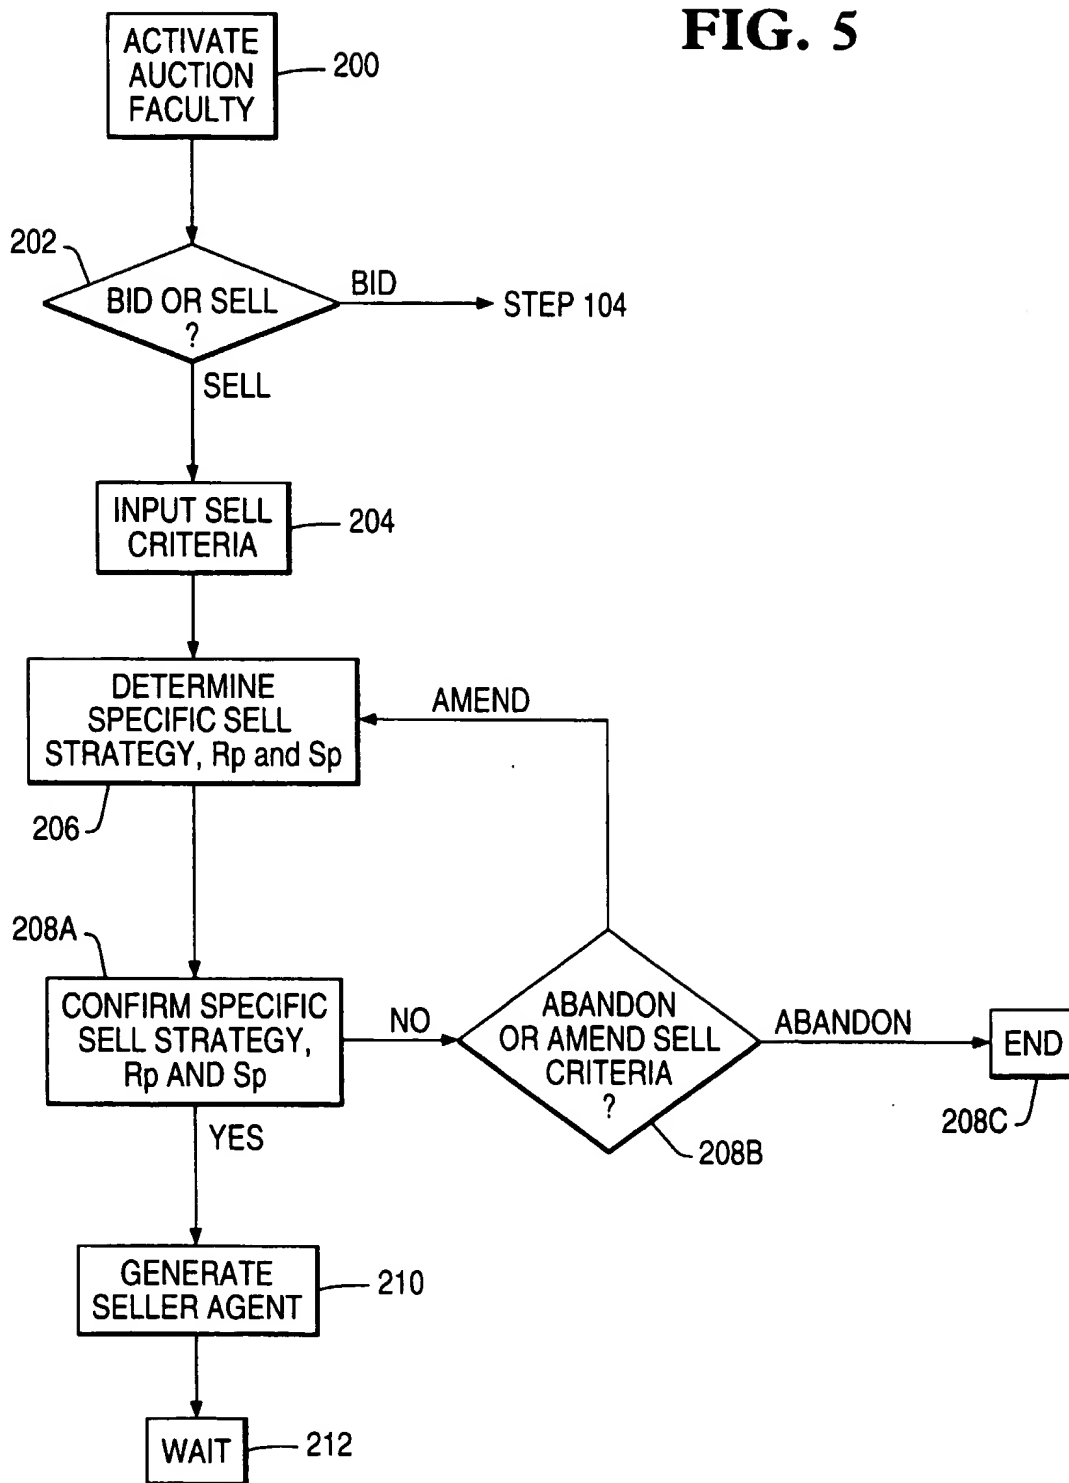 FIG. 5
ACTIVATE
AUCTION
FACULTY
200
202
BID OR SELL
?
BID
STEP 104
SELL
INPUT SELL
CRITERIA
204
DETERMINE
SPECIFIC SELL
STRATEGY, Rp and Sp
206
AMEND
208A
CONFIRM SPECIFIC
SELL STRATEGY,
Rp AND Sp
NO
ABANDON
OR AMEND SELL
CRITERIA
?
208B
ABANDON
END
208C
YES
GENERATE
SELLER AGENT
210
WAIT
212